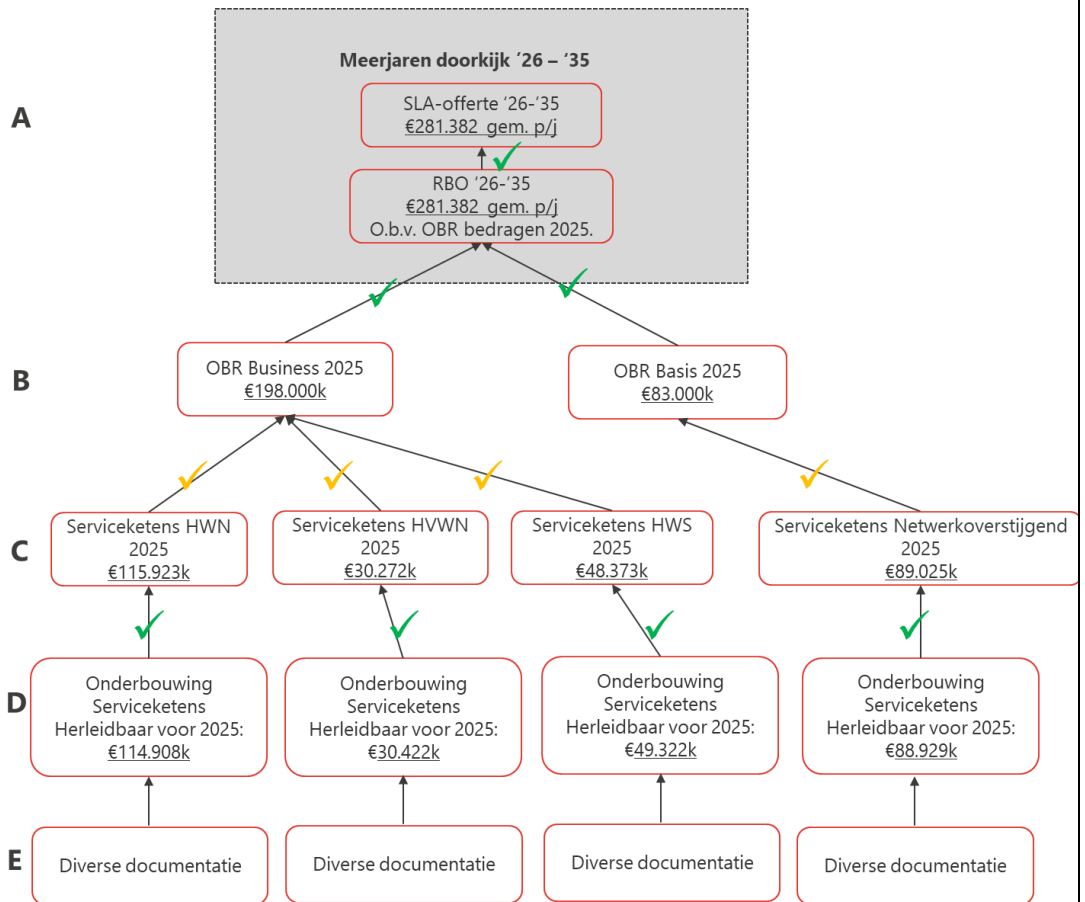 A
Meerjaren doorkijk ’26 – ’35
SLA-offerte ’26-’35
€281.382 gem. p/j
RBO ’26-’35
€281.382 gem. p/j
O.b.v. OBR bedragen 2025.
B
OBR Business 2025
€198.000k
OBR Basis 2025
€83.000k
C
Serviceketens HWN
2025
€115.923k
Serviceketens HVWN
2025
€30.272k
Serviceketens HWS
2025
€48.373k
Serviceketens Netwerkoverstijgend
2025
€89.025k
D
Onderbouwing
Serviceketens
Herleidbaar voor 2025:
€114.908k
Onderbouwing
Serviceketens
Herleidbaar voor 2025:
€30.422k
Onderbouwing
Serviceketens
Herleidbaar voor 2025:
€49.322k
Onderbouwing
Serviceketens
Herleidbaar voor 2025:
€88.929k
E
Diverse documentatie
Diverse documentatie
Diverse documentatie
Diverse documentatie